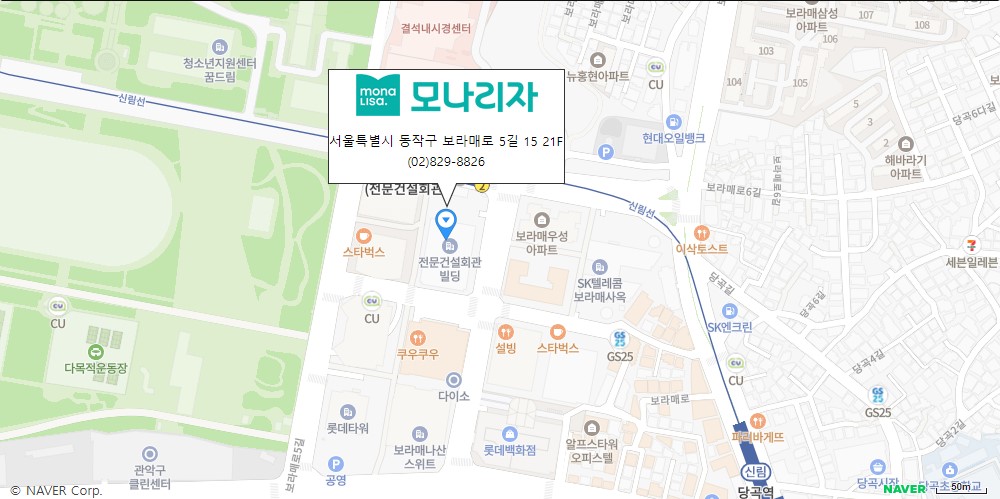 결석내시경센터
보라매삼성
아파트
103
107
108
102
106
청소년지원센터
꿈드림
뉴홍현아파트
CU
104
105
mona
LISA.
모나리자
신림선
당곡6다길
5
3
2
현대오일뱅크
P
서울특별시 동작구 보라매로 5길 15 21F
(02)829-8826
해바라기
아파트
보라매로6길
보라매로6길
(전문건설회관
2
신림선
보라매우성
아파트
이삭토스트
스타벅스
전문건설회관
빌딩
세븐일레븐
SK텔레콤
보라매사옥
당곡6길
CU
CU
SK엔크린
쿠우쿠우
설빙
스타벅스
GS25
GS25
CU
다목적운동장
당곡4길
다이소
GS
25
GS25
보라매로
롯데타워
보라매나산
스위트
롯데백화점
알프스타워
오피스텔
파리바게뜨
당곡2길
보라매로5길
관악구
클린센터
P
공영
신림
당곡역
당곡시장
당곡초등학교
© NAVER Corp.
NAVER
50m